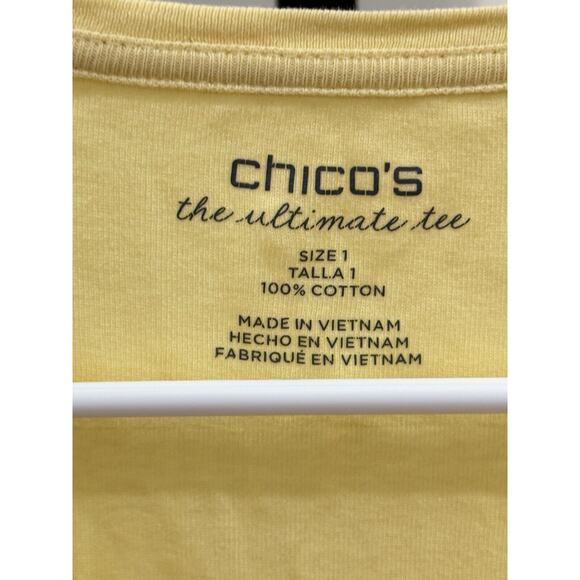 chico's
the ultimate tee
SIZE 1
TALLA 1
100% COTTON
MADE IN VIETNAM
HECHO EN VIETNAM
FABRIQUÉ EN VIETNAM